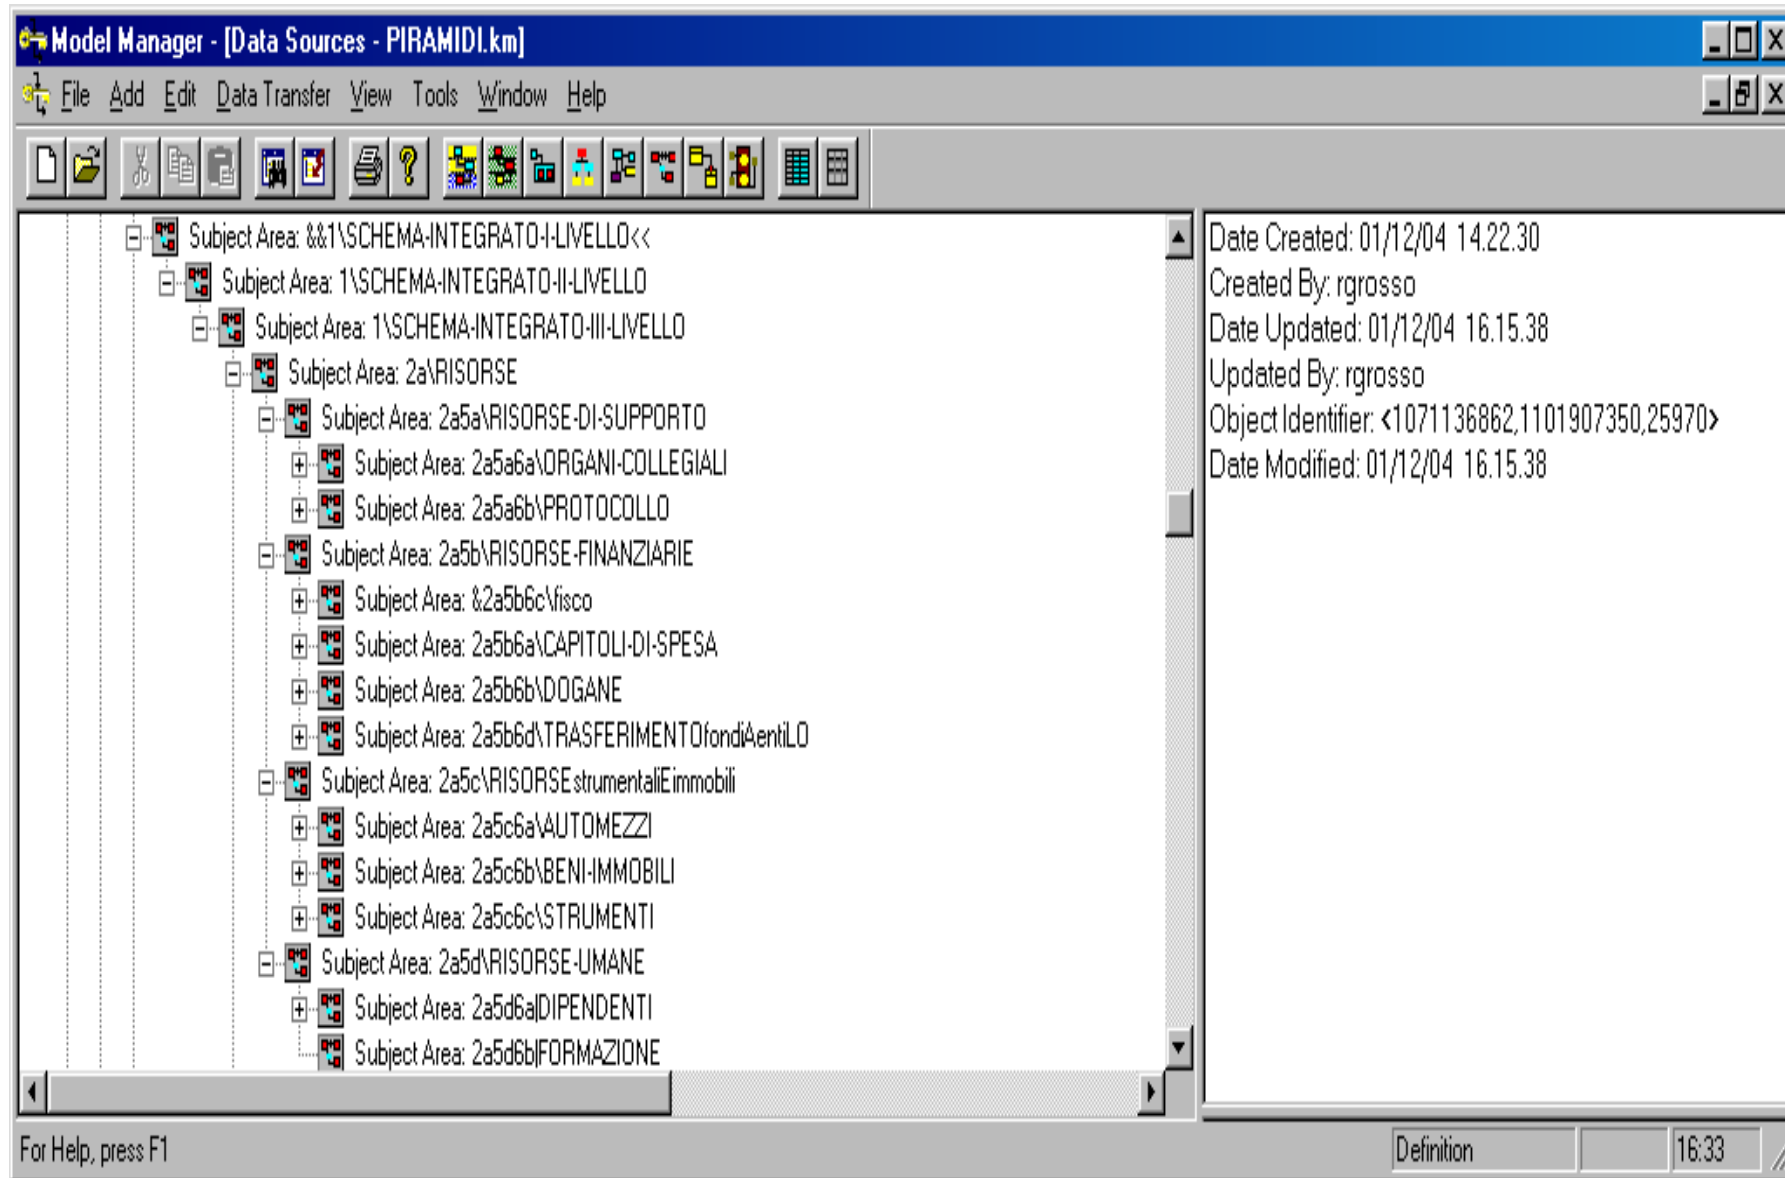 Model Manager - [Data Sources - PIRAMIDI.km]
File Add Edit Data Transfer View Tools Window Help
Subject Area: &&1\SCHEMA-INTEGRATO-I-LIVELLO<<
Subject Area: 1\SCHEMA-INTEGRATO-II-LIVELLO
Subject Area: 1\SCHEMA-INTEGRATO-III-LIVELLO
Subject Area: 2a\RISORSE
Subject Area: 2a5a\RISORSE-DI-SUPPORTO
Subject Area: 2a5a6a\ORGANI-COLLEGIALI
Subject Area: 2a5a6b\PROTOCOLLO
Subject Area: 2a5b\RISORSE-FINANZIARIE
Subject Area: &2a5b6c\fisco
Subject Area: 2a5b6a\CAPITOLI-DI-SPESA
Subject Area: 2a5b6b\DOGANE
Subject Area: 2a5b6d\TRASFERIMENTOfondiAentiLO
Subject Area: 2a5c\RISORSEstrumentaliEimmobili
Subject Area: 2a5c6a\AUTOMEZZI
Subject Area: 2a5c6b\BENI-IMMOBILI
Subject Area: 2a5c6c\STRUMENTI
Subject Area: 2a5d\RISORSE-UMANE
Subject Area: 2a5d6a|DIPENDENTI
Subject Area: 2a5d6b|FORMAZIONE
Date Created: 01/12/04 14.22.30
Created By: rgrosso
Date Updated: 01/12/04 16.15.38
Updated By: rgrosso
Object Identifier: <1071136862,1101907350,25970>
Date Modified: 01/12/04 16.15.38
For Help, press F1
Definition
16:33